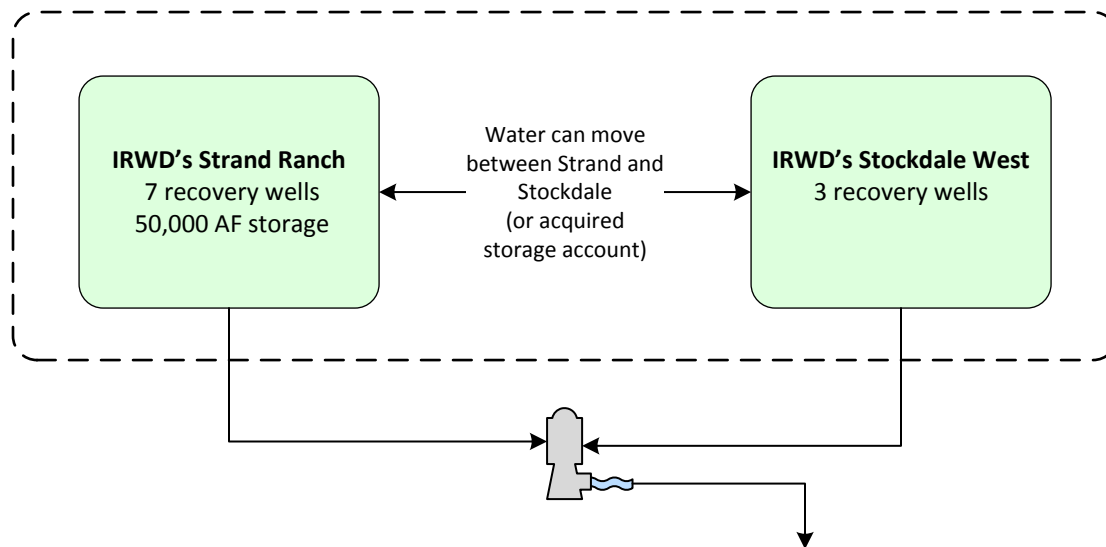 IRWD’s Strand Ranch
7 recovery wells
50,000 AF storage
Water can move
between Strand and
Stockdale
(or acquired
storage account)
IRWD’s Stockdale West
3 recovery wells